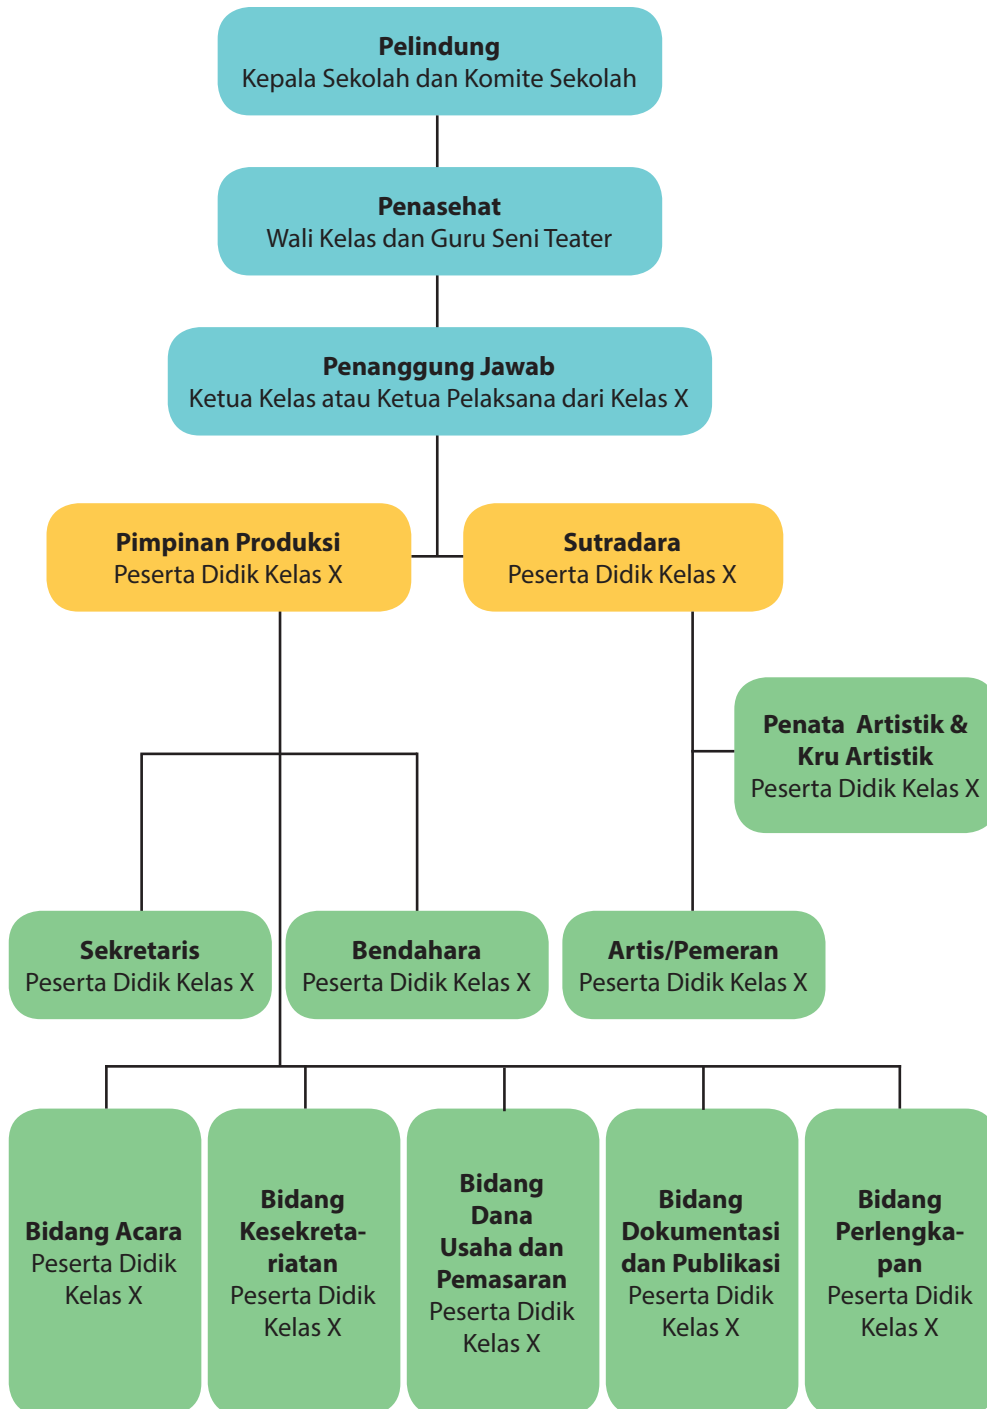 Pelindung
Kepala Sekolah dan Komite Sekolah
Penasehat
Wali Kelas dan Guru Seni Teater
Penanggung Jawab
Ketua Kelas atau Ketua Pelaksana dari Kelas X
Pimpinan Produksi
Peserta Didik Kelas X
Sutradara
Peserta Didik Kelas X
Penata Artistik &
Kru Artistik
Peserta Didik Kelas X
Sekretaris
Peserta Didik Kelas X
Bendahara
Peserta Didik Kelas X
Artis/Pemeran
Peserta Didik Kelas X
Bidang Acara
Peserta Didik
Kelas X
Bidang
Kesekreta-
riatan
Peserta Didik
Kelas X
Bidang
Dana
Usaha dan
Pemasaran
Peserta Didik
Kelas X
Bidang
Dokumentasi
dan Publikasi
Peserta Didik
Kelas X
Bidang
Perlengka-
pan
Peserta Didik
Kelas X